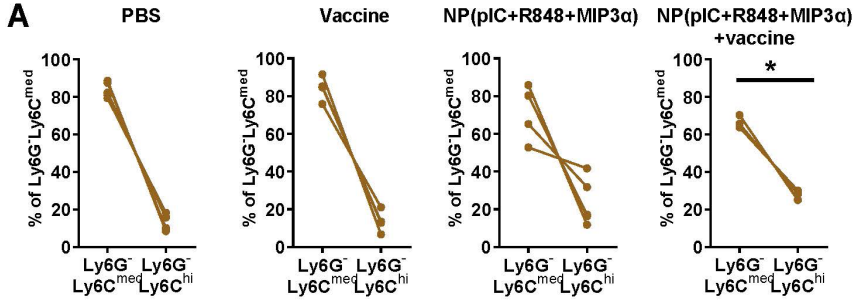 A
PBS
Vaccine
NP(pIC+R848+MIP3α)
NP(pIC+R848+MIP3α)
+vaccine
% of Ly6G⁻Ly6Cᵐᵉᵈ
100
80
60
40
20
0
Ly6G⁻ Ly6G⁻
Ly6Cᵐᵉᵈ Ly6Cʰⁱ
% of Ly6G⁻Ly6Cᵐᵉᵈ
100
80
60
40
20
0
Ly6G⁻ Ly6G⁻
Ly6Cᵐᵉᵈ Ly6Cʰⁱ
% of Ly6G⁻Ly6Cᵐᵉᵈ
100
80
60
40
20
0
Ly6G⁻ Ly6G⁻
Ly6Cᵐᵉᵈ Ly6Cʰⁱ
% of Ly6G⁻Ly6Cᵐᵉᵈ
100
80
60
40
20
0
*
Ly6G⁻ Ly6G⁻
Ly6Cᵐᵉᵈ Ly6Cʰⁱ